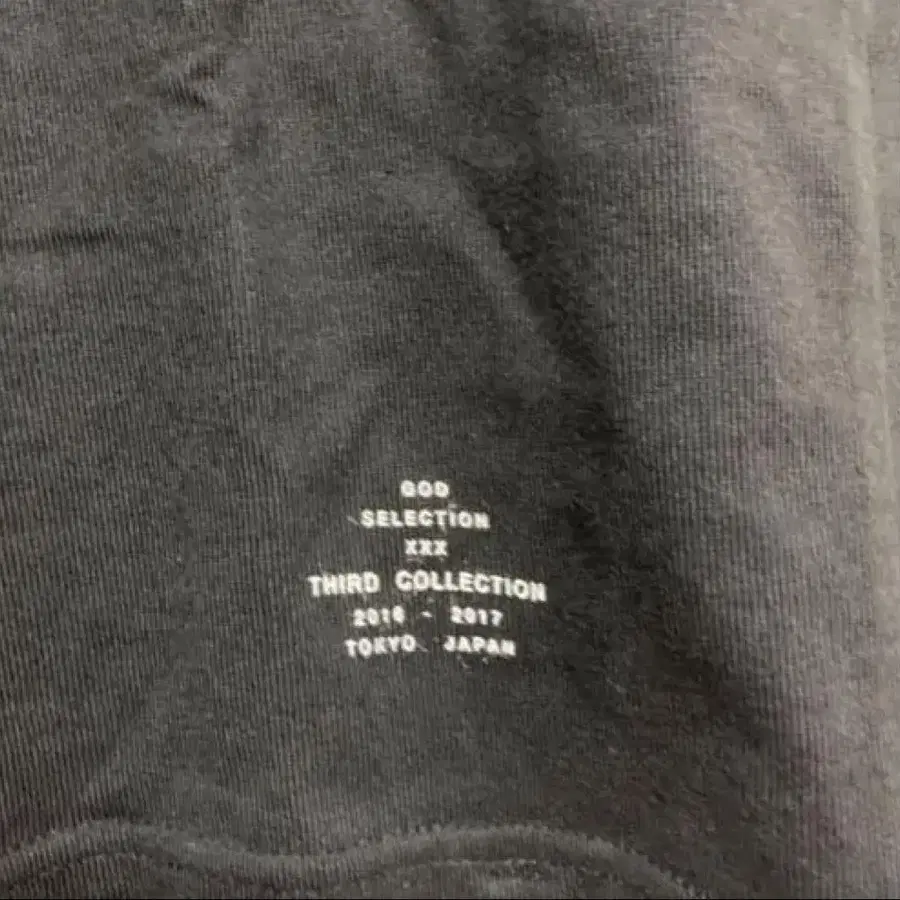 GOD
SELECTION
XXX
THIRD COLLECTION
2016 - 2017
TOKYO JAPAN